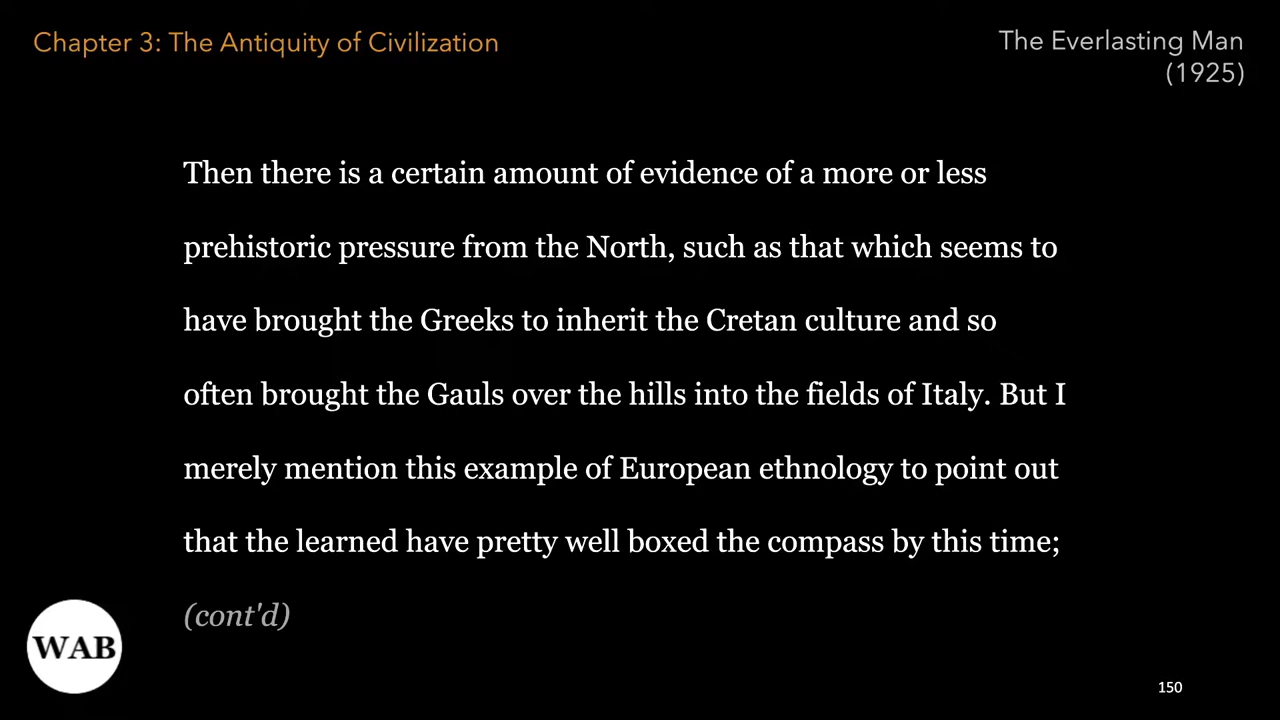 Chapter 3: The Antiquity of Civilization
The Everlasting Man
(1925)
Then there is a certain amount of evidence of a more or less
prehistoric pressure from the North, such as that which seems to
have brought the Greeks to inherit the Cretan culture and so
often brought the Gauls over the hills into the fields of Italy. But I
merely mention this example of European ethnology to point out
that the learned have pretty well boxed the compass by this time;
(cont'd)
WAB
150